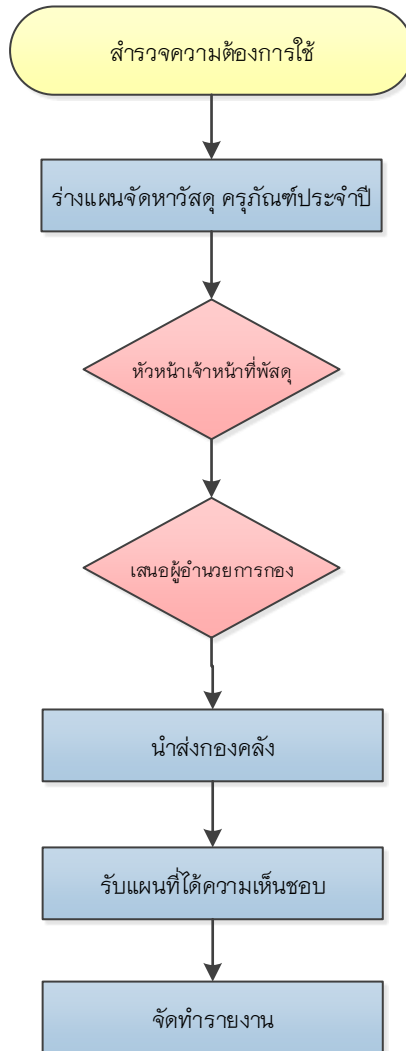 สำรวจความต้องการใช้
ร่างแผนจัดหาวัสดุ ครุภัณฑ์ประจำปี
หัวหน้าเจ้าหน้าที่พัสดุ
เสนอผู้อำนวยการกอง
นำส่งกองคลัง
รับแผนที่ได้ความเห็นชอบ
จัดทำรายงาน